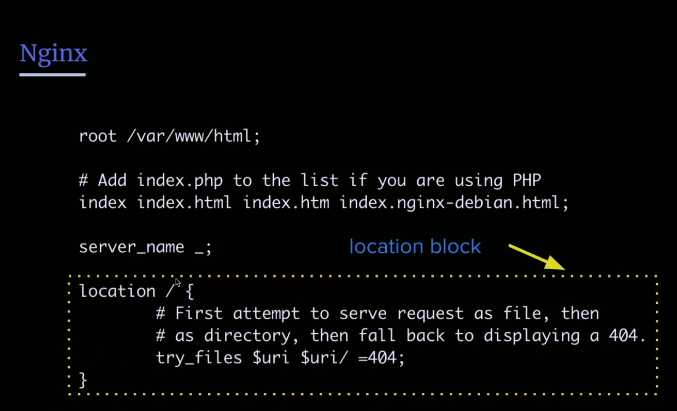 Nginx
root /var/www/html;
# Add index.php to the list if you are using PHP
index index.html index.htm index.nginx-debian.html;
server_name _;
location block
location / {
# First attempt to serve request as file, then
# as directory, then fall back to displaying a 404.
try_files $uri $uri/ =404;
}